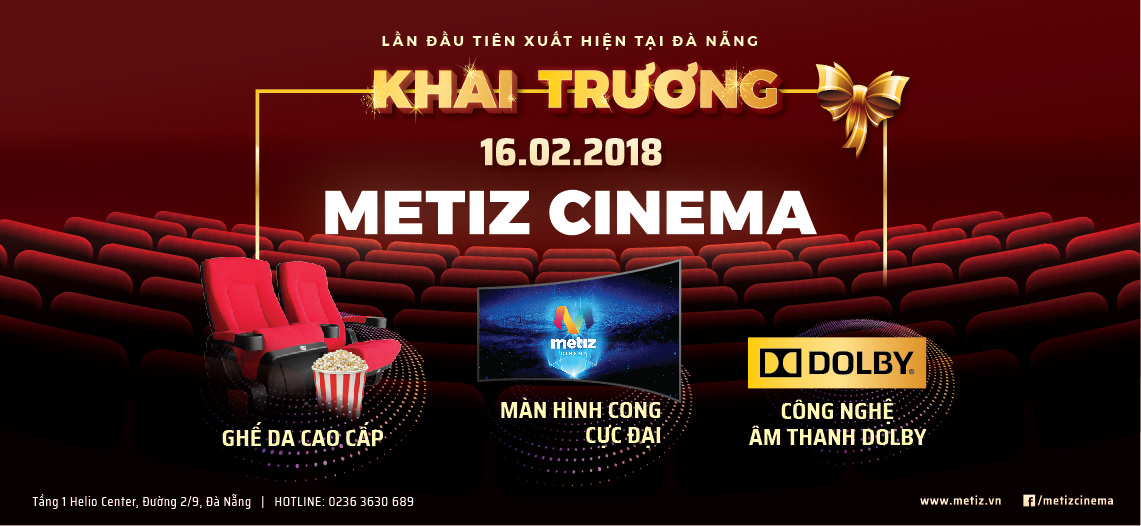 LẦN ĐẦU TIÊN XUẤT HIỆN TẠI ĐÀ NẴNG
KHAI TRƯƠNG
16.02.2018
METIZ CINEMA
metiz
CINEMA
DOLBY®
GHẾ DA CAO CẤP
MÀN HÌNH CONG
CỰC ĐẠI
CÔNG NGHỆ
ÂM THANH DOLBY
Tầng 1 Helio Center, Đường 2/9, Đà Nẵng | HOTLINE: 0236 3630 689
www.metiz.vn
/metizcinema